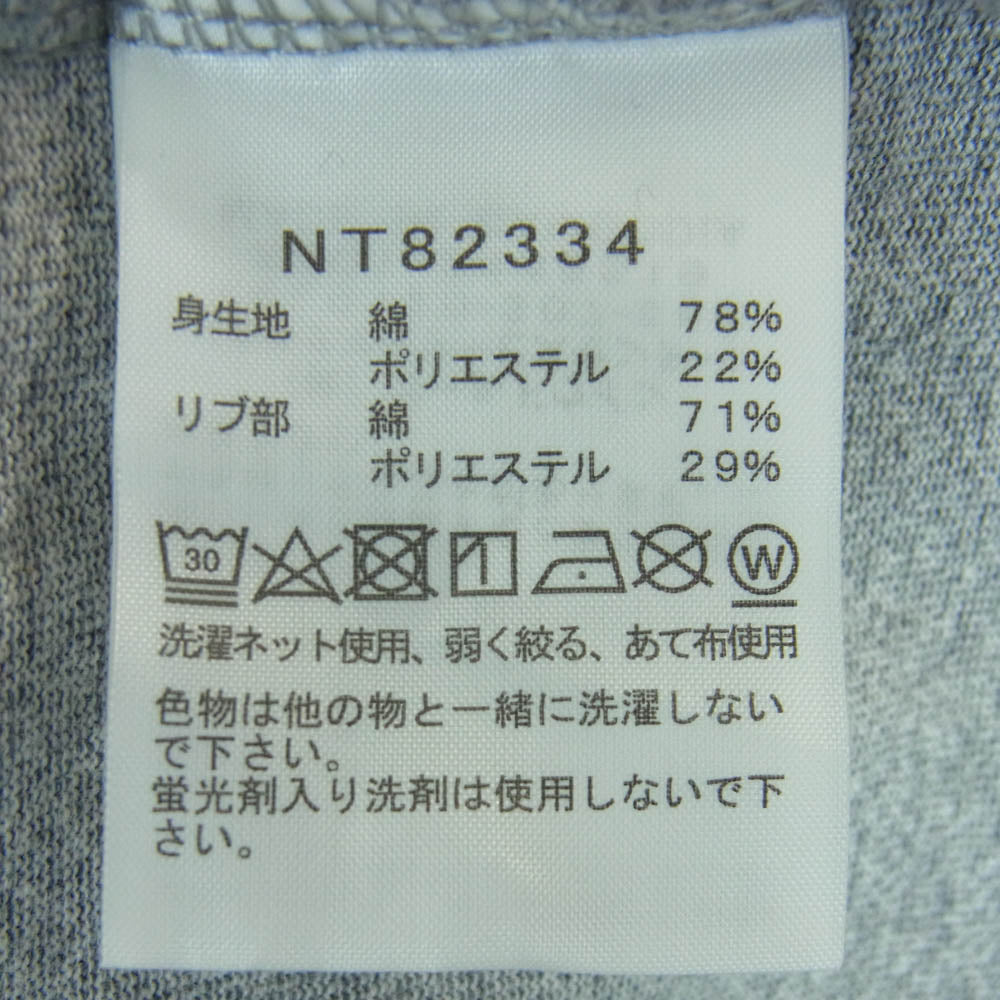 NT82334
身生地 綿 78%
ポリエステル 22%
リブ部 綿 71%
ポリエステル 29%
30 W
洗濯ネット使用、弱く絞る、あて布使用
色物は他の物と一緒に洗濯しない
で下さい。
蛍光剤入り洗剤は使用しないで下
さい。